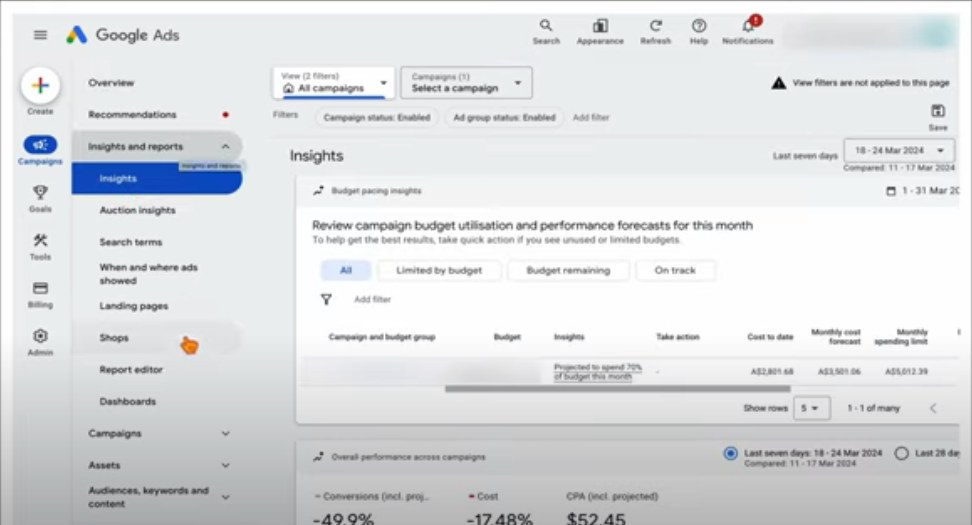 Google Ads
Search
Appearance
Refresh
Help
Notifications
Create
Campaigns
Goals
Tools
Billing
Admin
Overview
Recommendations
Insights and reports
Insights and reports
Insights
Auction insights
Search terms
When and where ads
showed
Landing pages
Shops
Report editor
Dashboards
Campaigns
Assets
Audiences, keywords and
content
View (2 filters)
All campaigns
Campaigns (1)
Select a campaign
View filters are not applied to this page
Filters
Campaign status: Enabled
Ad group status: Enabled
Add filter
Save
Insights
Last seven days
18 - 24 Mar 2024
Compared: 11 - 17 Mar 2024
Budget pacing insights
1 - 31 Mar 20
Review campaign budget utilisation and performance forecasts for this month
To help get the best results, take quick action if you see unused or limited budgets.
All
Limited by budget
Budget remaining
On track
Add filter
Campaign and budget group
Budget
Insights
Take action
Cost to date
Monthly cost
forecast
Monthly
spending limit
Projected to spend 70%
of budget this month
-
A$2,801.68
A$3,501.06
A$5,012.39
Show rows
5
1 - 1 of many
Overall performance across campaigns
Last seven days: 18 - 24 Mar 2024
Compared: 11 - 17 Mar 2024
Last 28 da
Conversions (incl. proj...
Cost
CPA (incl. projected)
-49.9%
-17.48%
$52.45